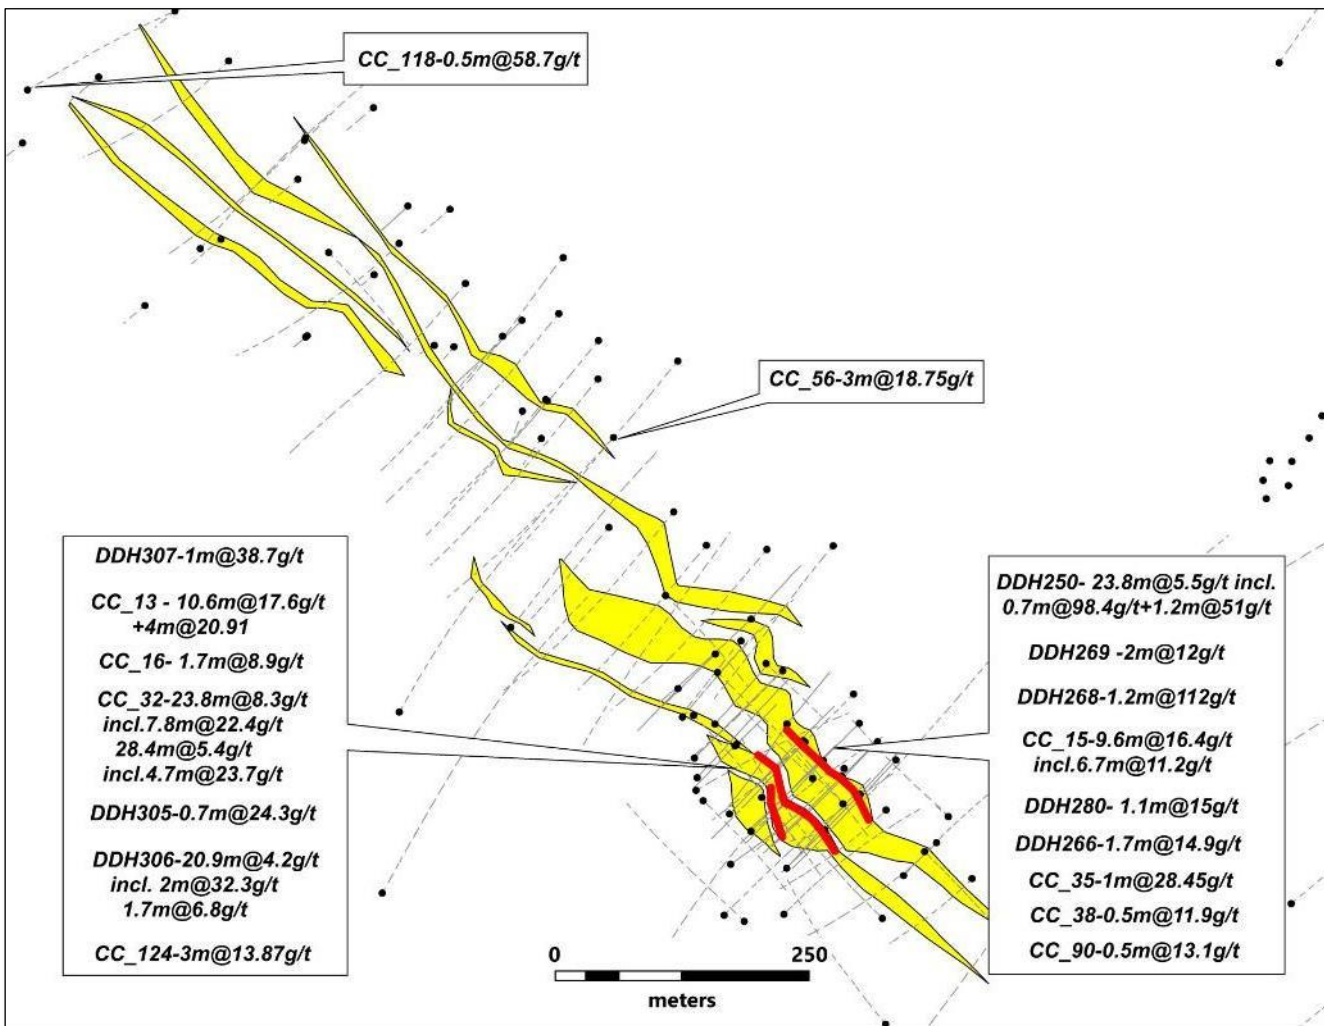 CC_118-0.5m@58.7g/t
CC_56-3m@18.75g/t
DDH307-1m@38.7g/t
CC_13 - 10.6m@17.6g/t
+4m@20.91
CC_16- 1.7m@8.9g/t
CC_32-23.8m@8.3g/t
incl.7.8m@22.4g/t
28.4m@5.4g/t
incl.4.7m@23.7g/t
DDH305-0.7m@24.3g/t
DDH306-20.9m@4.2g/t
incl. 2m@32.3g/t
1.7m@6.8g/t
CC_124-3m@13.87g/t
DDH250- 23.8m@5.5g/t incl.
0.7m@98.4g/t+1.2m@51g/t
DDH269 -2m@12g/t
DDH268-1.2m@112g/t
CC_15-9.6m@16.4g/t
incl.6.7m@11.2g/t
DDH280- 1.1m@15g/t
DDH266-1.7m@14.9g/t
CC_35-1m@28.45g/t
CC_38-0.5m@11.9g/t
CC_90-0.5m@13.1g/t
0 250
meters